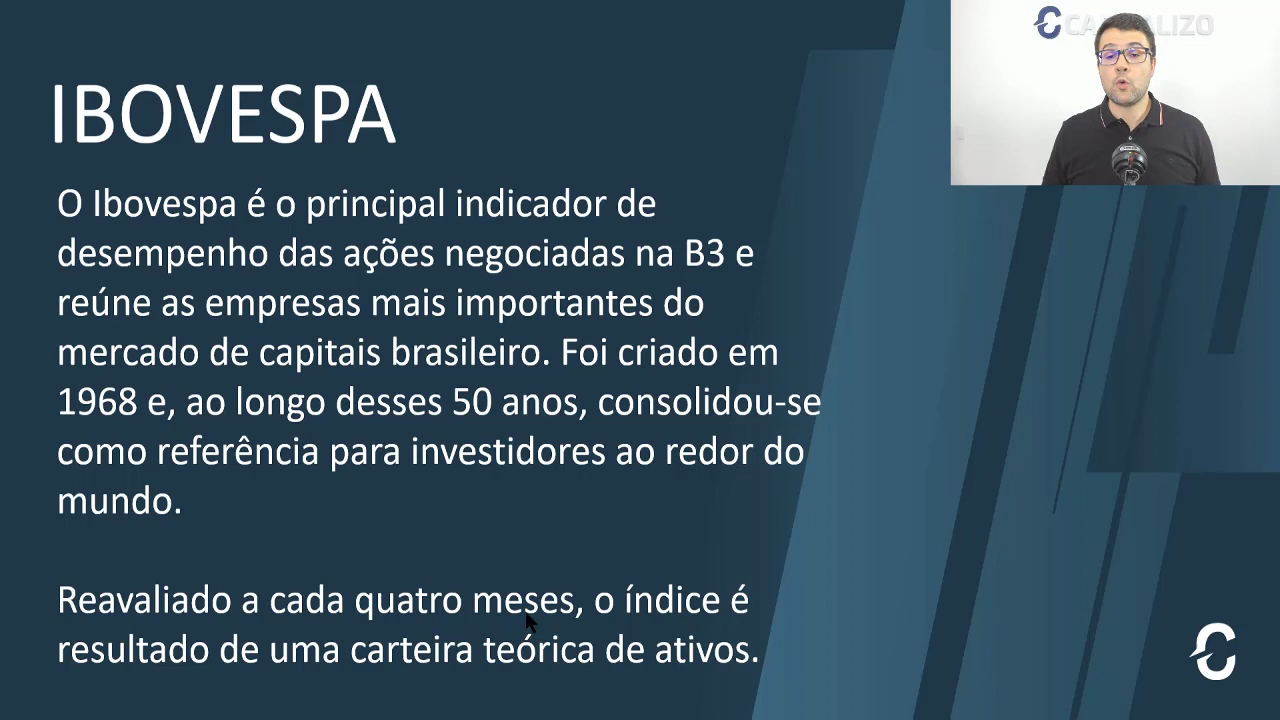 IBOVESPA
O Ibovespa é o principal indicador de
desempenho das ações negociadas na B3 e
reúne as empresas mais importantes do
mercado de capitais brasileiro. Foi criado em
1968 e, ao longo desses 50 anos, consolidou-se
como referência para investidores ao redor do
mundo.
Reavaliado a cada quatro meses, o índice é
resultado de uma carteira teórica de ativos.